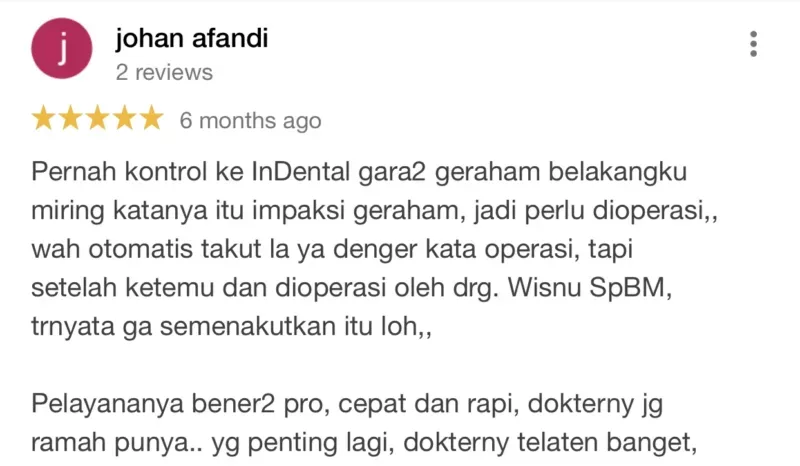 j
johan afandi
2 reviews
6 months ago
Pernah kontrol ke InDental gara2 geraham belakangku
miring katanya itu impaksi geraham, jadi perlu dioperasi,,
wah otomatis takut la ya denger kata operasi, tapi
setelah ketemu dan dioperasi oleh drg. Wisnu SpBM,
trnyata ga semenakutkan itu loh,,
Pelayananya bener2 pro, cepat dan rapi, dokterny jg
ramah punya.. yg penting lagi, dokterny telaten banget,